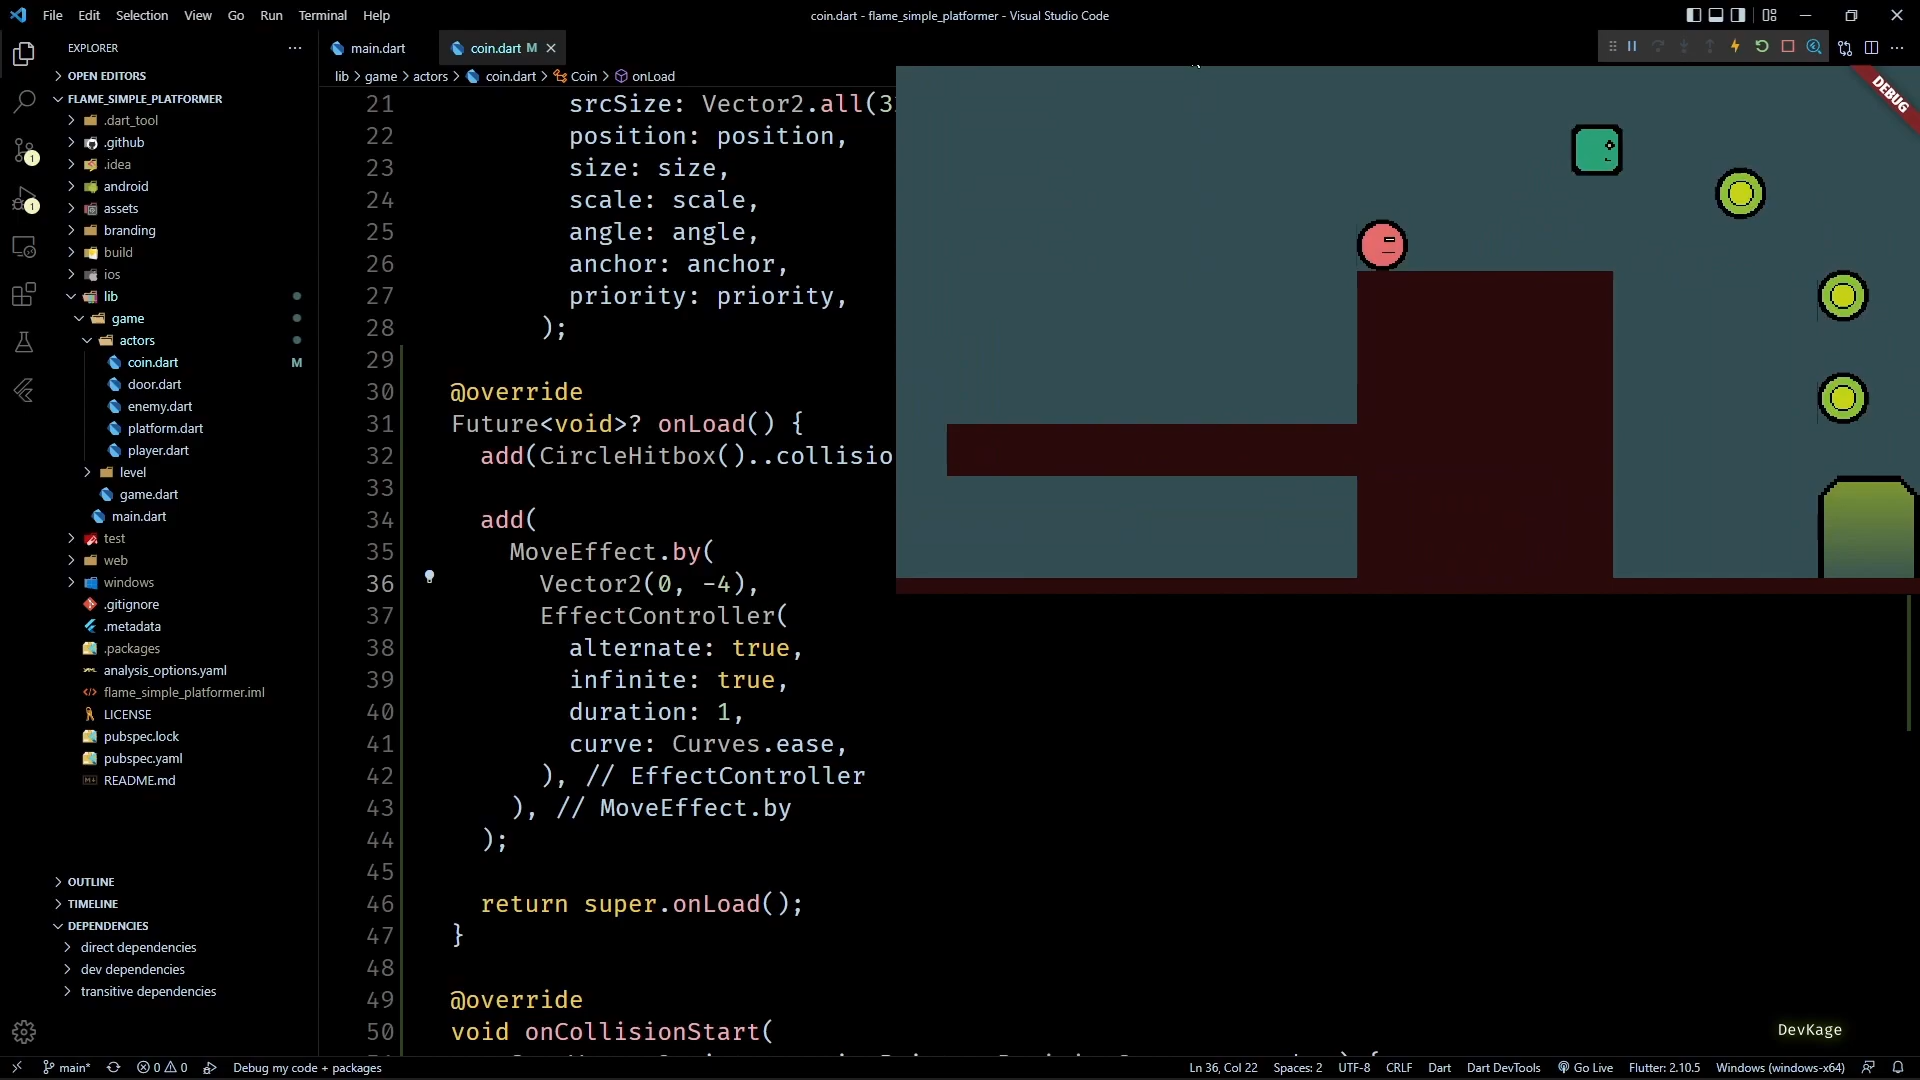 File Edit Selection View Go Run Terminal Help
coin.dart - flame_simple_platformer - Visual Studio Code
EXPLORER
OPEN EDITORS
FLAME_SIMPLE_PLATFORMER
.dart_tool
.github
.idea
android
assets
branding
build
ios
lib
game
actors
coin.dart M
door.dart
enemy.dart
platform.dart
player.dart
level
game.dart
main.dart
test
web
windows
.gitignore
.metadata
.packages
analysis_options.yaml
flame_simple_platformer.iml
LICENSE
pubspec.lock
pubspec.yaml
README.md
OUTLINE
TIMELINE
DEPENDENCIES
direct dependencies
dev dependencies
transitive dependencies
1
1
main.dart
coin.dart M
lib > game > actors > coin.dart > Coin > onLoad
21 srcSize: Vector2.all(3
22 position: position,
23 size: size,
24 scale: scale,
25 angle: angle,
26 anchor: anchor,
27 priority: priority,
28 );
29
30 @override
31 Future<void>? onLoad() {
32 add(CircleHitbox()..collisio
33
34 add(
35 MoveEffect.by(
36 Vector2(0, -4),
37 EffectController(
38 alternate: true,
39 infinite: true,
40 duration: 1,
41 curve: Curves.ease,
42 ), // EffectController
43 ), // MoveEffect.by
44 );
45
46 return super.onLoad();
47 }
48
49 @override
50 void onCollisionStart(
DEBUG
DevKage
main* 0 0 Debug my code + packages
Ln 36, Col 22 Spaces: 2 UTF-8 CRLF Dart Dart DevTools Go Live Flutter: 2.10.5 Windows (windows-x64)